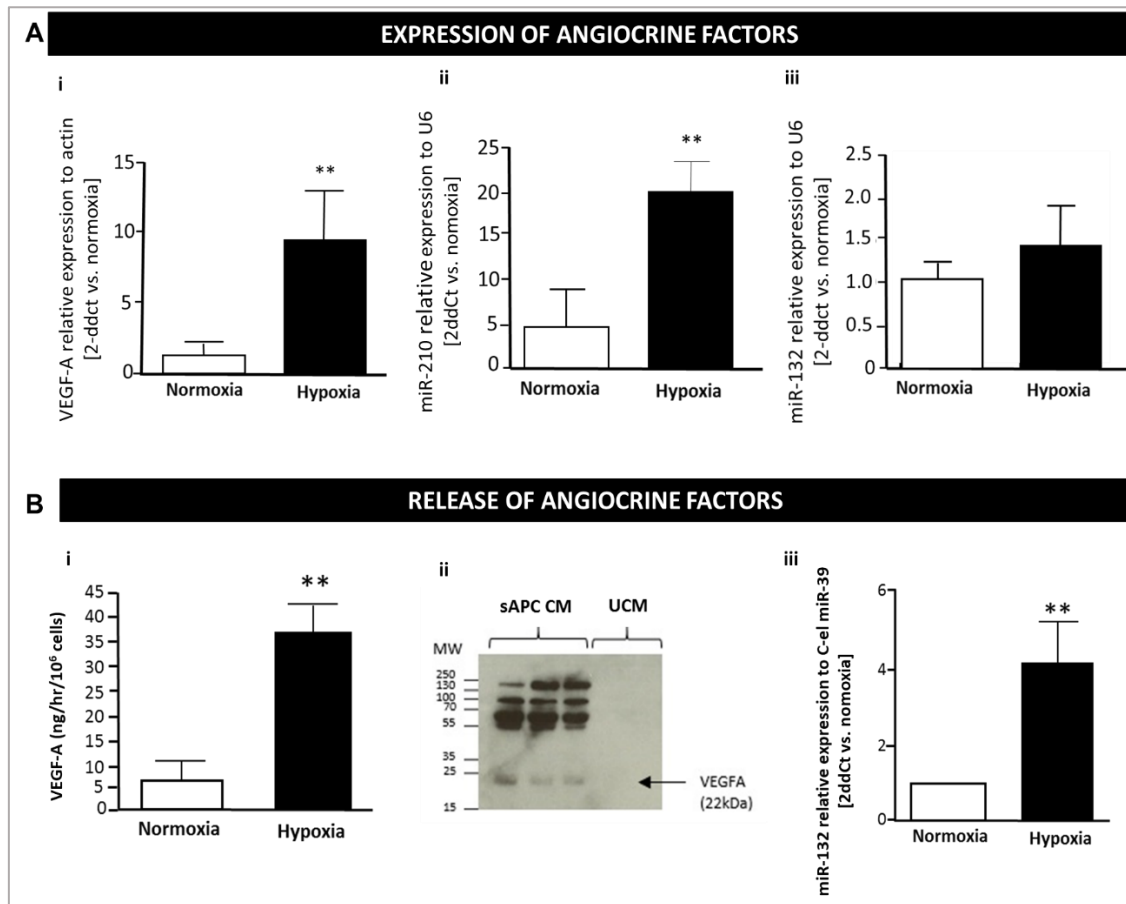 A
EXPRESSION OF ANGIOCRINE FACTORS
i
VEGF-A relative expression to actin
[2-ddct vs. normoxia)
15
10
5
0
**
Normoxia
Hypoxia
ii
miR-210 relative expression to U6
[2ddCt vs. nomoxia)
25
20
15
10
5
0
**
Normoxia
Hypoxia
iii
miR-132 relative expression to U6
[2-ddct vs. normoxia)
2.5
2.0
1.5
1.0
0.5
0
Normoxia
Hypoxia
B
RELEASE OF ANGIOCRINE FACTORS
i
VEGF-A (ng/hr/10⁶ cells)
45
40
35
30
25
20
15
10
5
0
**
Normoxia
Hypoxia
ii
sAPC CM
UCM
MW
250
130
100
70
55
35
25
15
VEGFA
(22kDa)
iii
miR-132 relative expression to C-el miR-39
[2ddCt vs. nomoxia)
6
4
2
0
**
Normoxia
Hypoxia